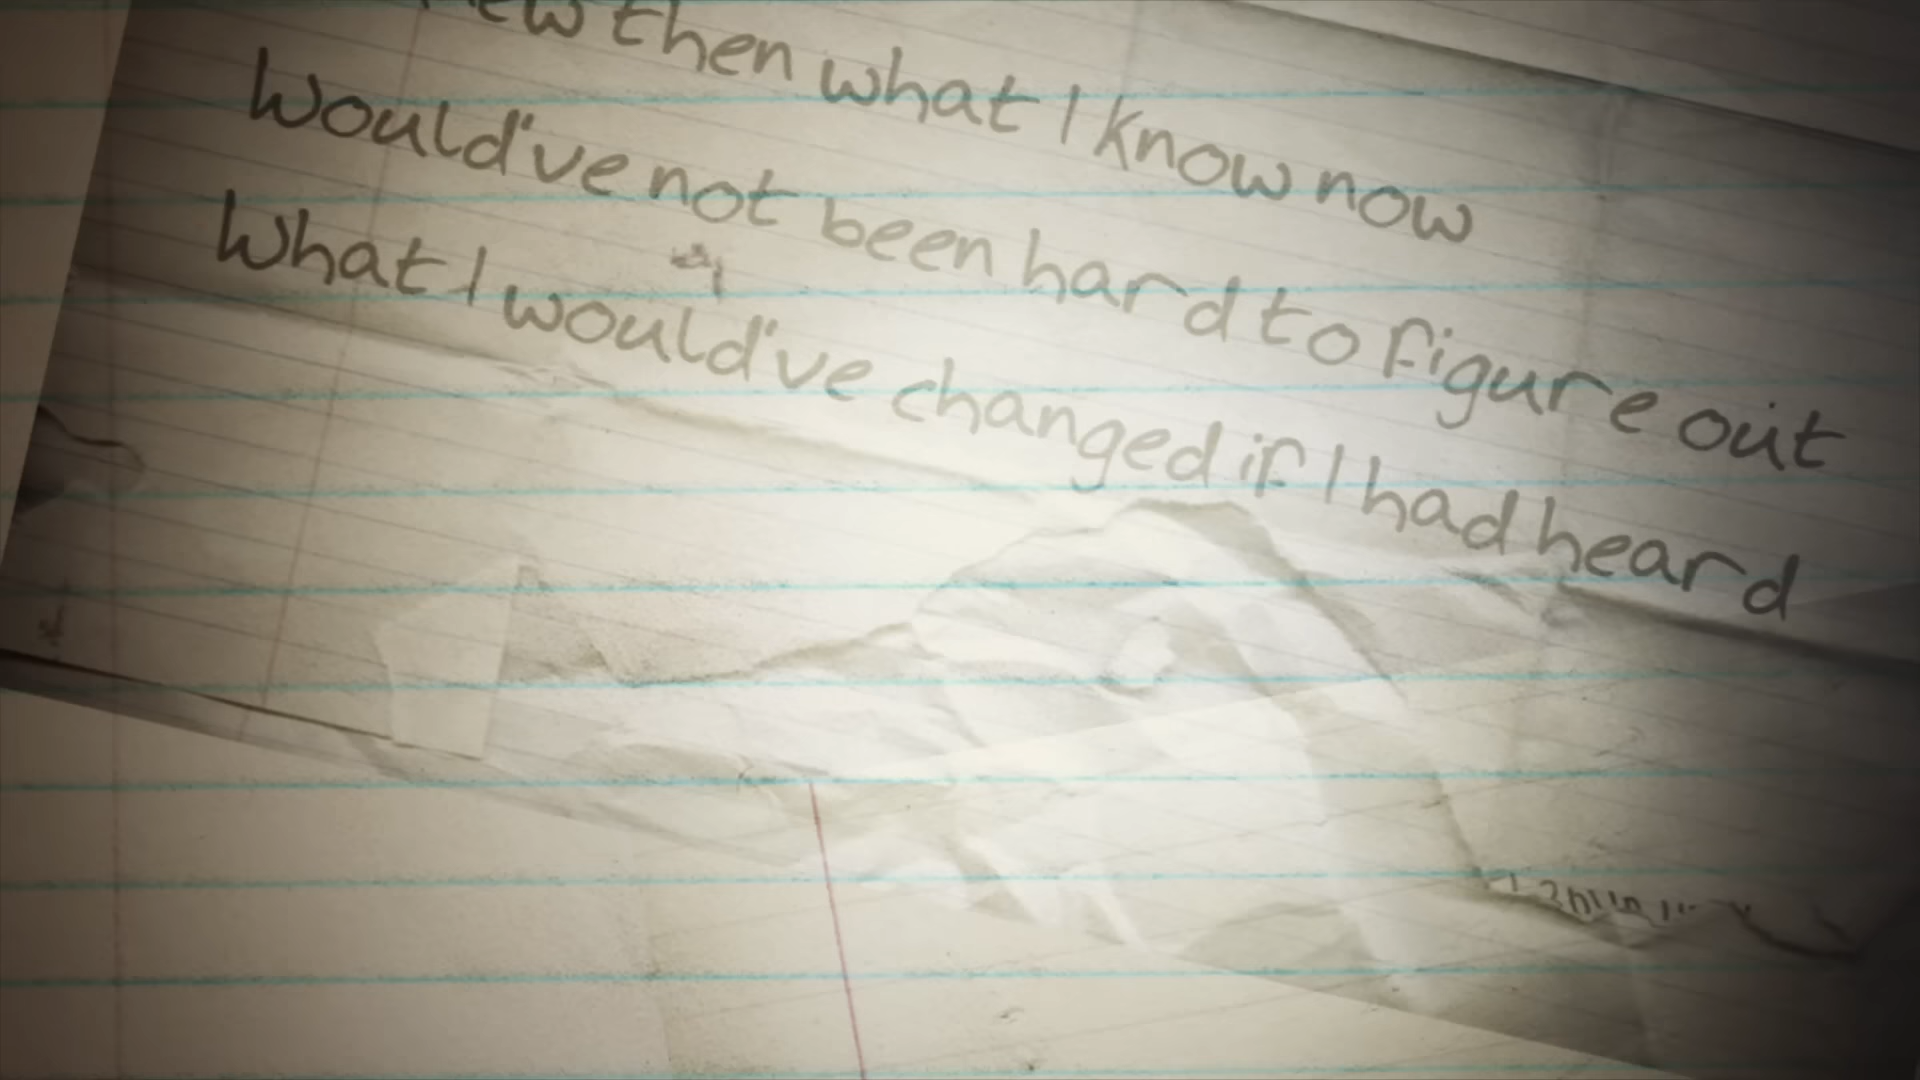 then what I know now
Would've not been hard to figure out
What I would've changed if I had heard